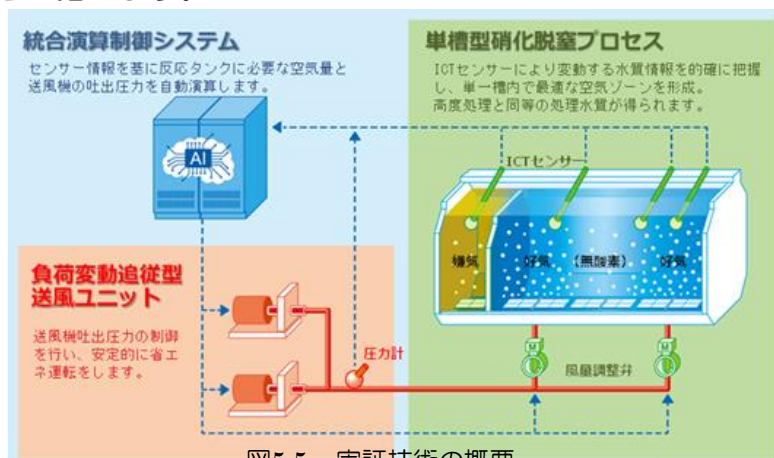 統合演算制御システム
センサー情報を基に反応タンクに必要な空気量と
送風機の吐出圧力を自動演算します。
AI
単槽型硝化脱窒プロセス
ICTセンサーにより変動する水質情報を的確に把握
し、単一槽内で最適な空気ゾーンを形成。
高度処理と同等の処理水質が得られます。
ICTセンサー
嫌気
好気
(無酸素)
好気
負荷変動追従型
送風ユニット
送風機吐出圧力の制御
を行い、安定的に省エ
ネ運転をします。
圧力計
M
M
風量調整弁